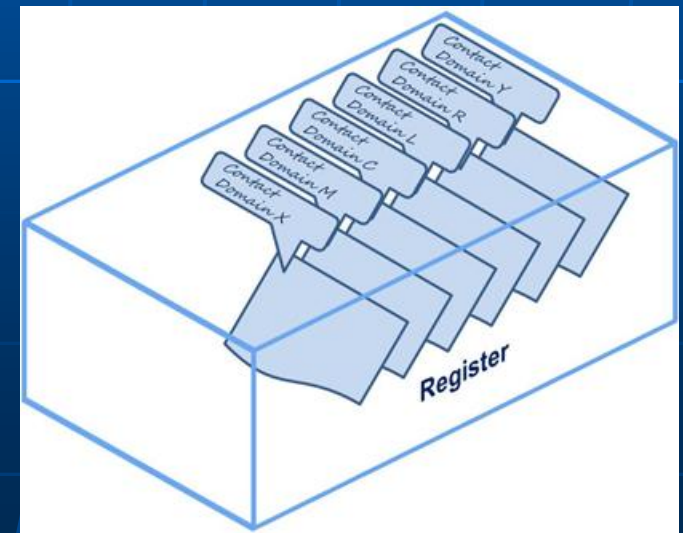 Contact
Domain Y
Contact
Domain R
Contact
Domain L
Contact
Domain C
Contact
Domain M
Contact
Domain X
Register